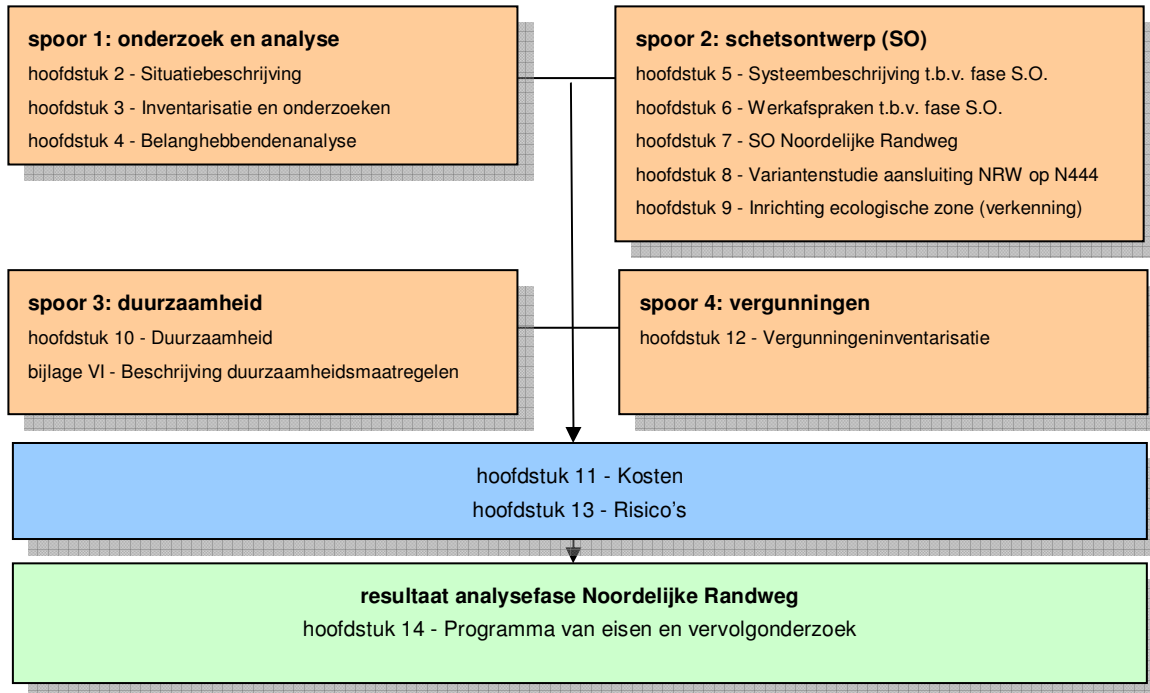 spoor 1: onderzoek en analyse
hoofdstuk 2 - Situatiebeschrijving
hoofdstuk 3 - Inventarisatie en onderzoeken
hoofdstuk 4 - Belanghebbendenanalyse
spoor 2: schetsontwerp (SO)
hoofdstuk 5 - Systeembeschrijving t.b.v. fase S.O.
hoofdstuk 6 - Werkafspraken t.b.v. fase S.O.
hoofdstuk 7 - SO Noordelijke Randweg
hoofdstuk 8 - Variantenstudie aansluiting NRW op N444
hoofdstuk 9 - Inrichting ecologische zone (verkenning)
spoor 3: duurzaamheid
hoofdstuk 10 - Duurzaamheid
bijlage VI - Beschrijving duurzaamheidsmaatregelen
spoor 4: vergunningen
hoofdstuk 12 - Vergunningeninventarisatie
hoofdstuk 11 - Kosten
hoofdstuk 13 - Risico's
resultaat analysefase Noordelijke Randweg
hoofdstuk 14 - Programma van eisen en vervolgonderzoek